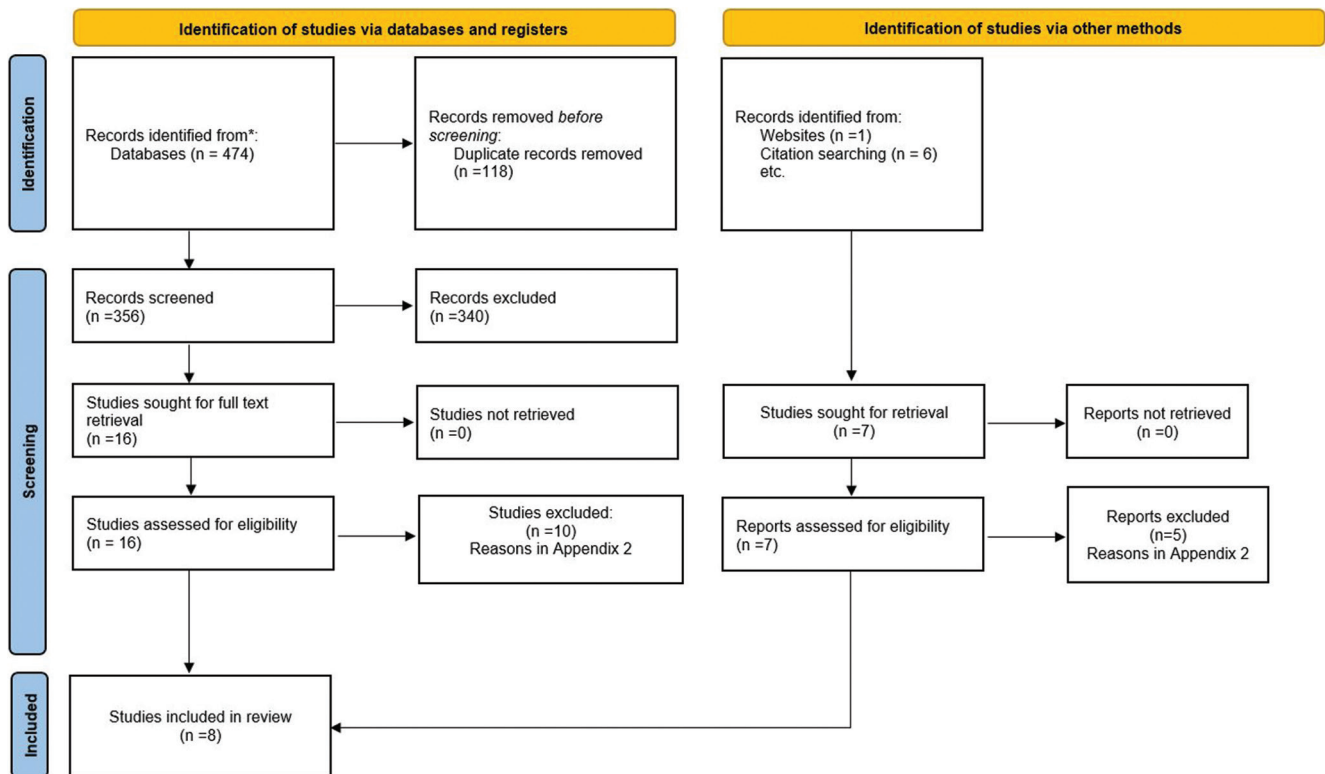 Identification of studies via databases and registers
Identification of studies via other methods
Identification
Records identified from*:
Databases (n = 474)
Records removed before
screening:
Duplicate records removed
(n =118)
Records identified from:
Websites (n =1)
Citation searching (n = 6)
etc.
Screening
Records screened
(n =356)
Records excluded
(n =340)
Studies sought for full text
retrieval
(n =16)
Studies not retrieved
(n =0)
Studies sought for retrieval
(n =7)
Reports not retrieved
(n =0)
Studies assessed for eligibility
(n = 16)
Studies excluded:
(n =10)
Reasons in Appendix 2
Reports assessed for eligibility
(n =7)
Reports excluded
(n=5)
Reasons in Appendix 2
Included
Studies included in review
(n =8)